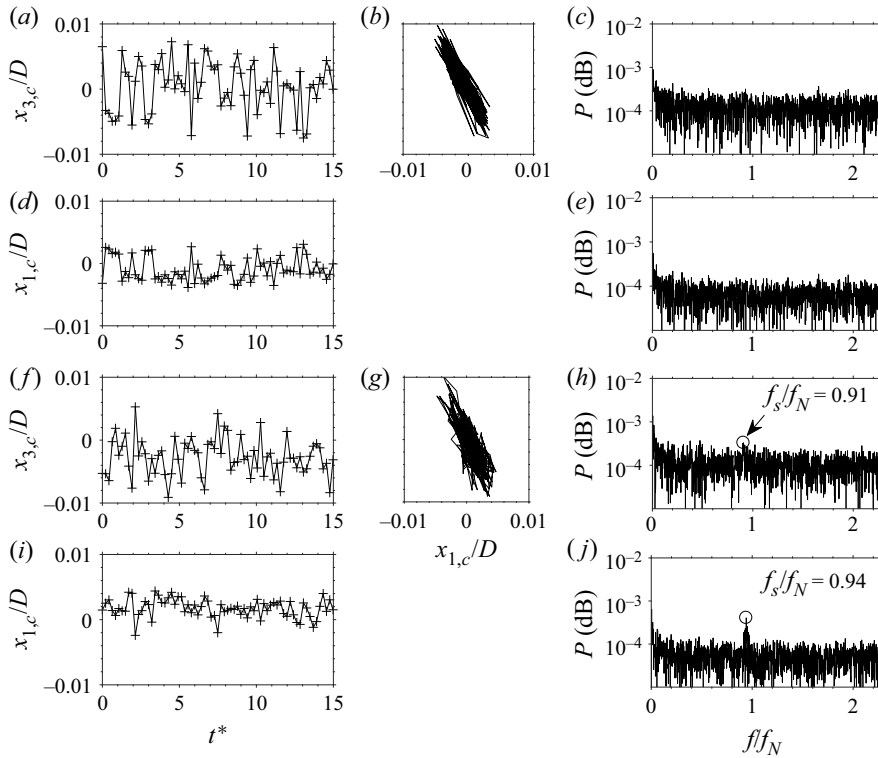 (a) 0.01 0 –0.01 x3,c/D 0 5 10 15
(b) –0.01 0 0.01
(c) 10–2 10–3 10–4 P (dB) 0 1 2
(d) 0.01 0 –0.01 x1,c/D 0 5 10 15
(e) 10–2 10–3 10–4 P (dB) 0 1 2
(f) 0.01 0 –0.01 x3,c/D 0 5 10 15
(g) –0.01 0 0.01
x1,c/D
(h) 10–2 10–3 10–4 P (dB) 0 1 2
fs/fN = 0.91
(i) 0.01 0 –0.01 x1,c/D 0 5 10 15
t*
(j) 10–2 10–3 10–4 P (dB) 0 1 2
fs/fN = 0.94
f/fN